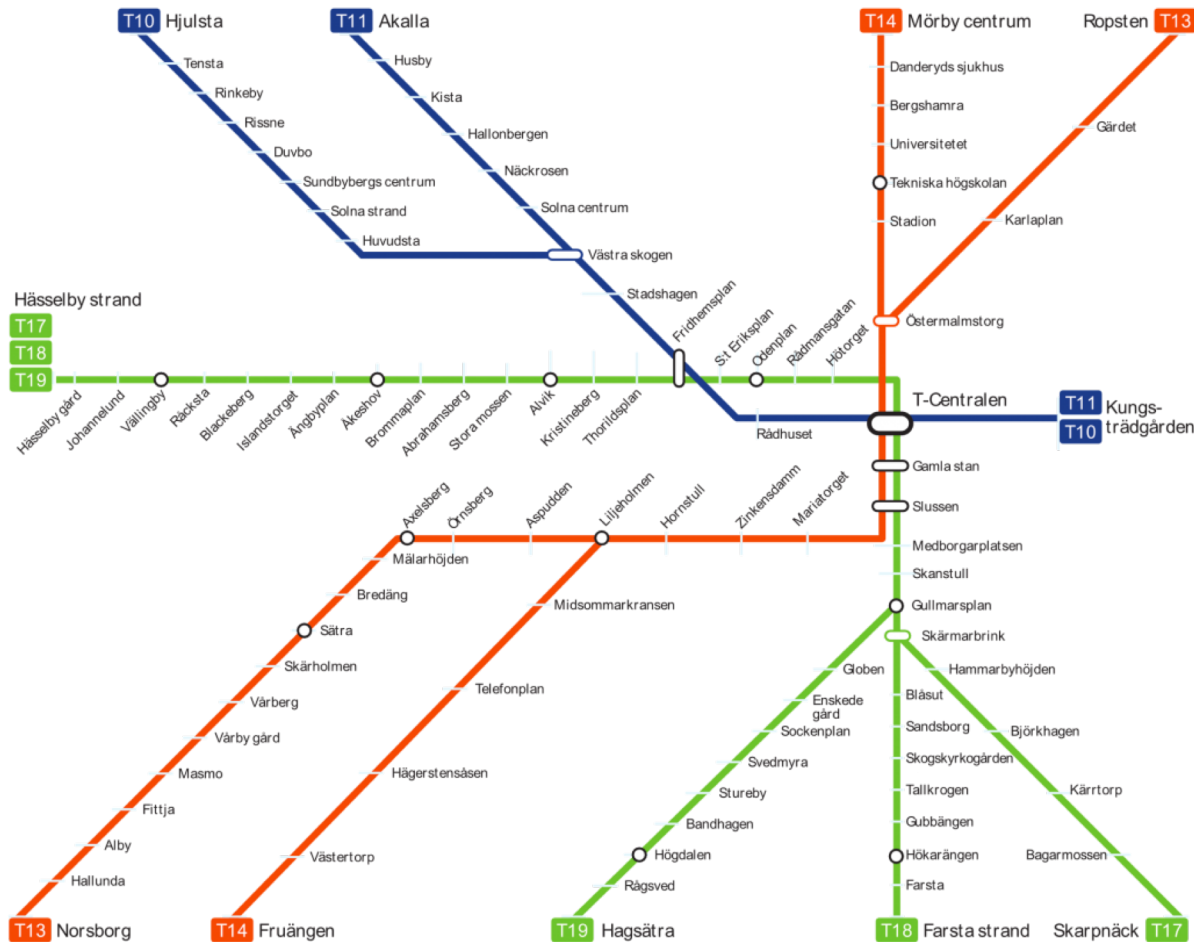 T10 Hjulsta
T11 Akalla
T14 Mörby centrum
Ropsten T13
Tensta
Rinkeby
Rissne
Duvbo
Sundbybergs centrum
Solna strand
Huvudsta
Husby
Kista
Hallonbergen
Näckrosen
Solna centrum
Västra skogen
Stadshagen
Danderyds sjukhus
Bergshamra
Universitetet
Tekniska högskolan
Stadion
Gärdet
Karlaplan
Östermalmstorg
Hässelby strand
T17
T18
T19
Hässelby gård
Johannelund
Vällingby
Råcksta
Blackeberg
Islandstorget
Ängbyplan
Åkeshov
Brommaplan
Abrahamsberg
Stora mossen
Alvik
Kristineberg
Thorildsplan
Fridhemsplan
S:t Eriksplan
Odenplan
Rådmansgatan
Hötorget
Rådhuset
T-Centralen
T11
T10
Kungs-
trädgården
Gamla stan
Slussen
Medborgarplatsen
Skanstull
Gullmarsplan
Skärmarbrink
Axelsberg
Örnsberg
Aspudden
Liljeholmen
Hornstull
Zinkensdamm
Mariatorget
Mälarhöjden
Bredäng
Sätra
Skärholmen
Vårberg
Vårby gård
Masmo
Fittja
Alby
Hallunda
T13 Norsborg
Midsommarkransen
Telefonplan
Hägerstensåsen
Västertorp
T14 Fruängen
Globen
Enskede
gård
Sockenplan
Svedmyra
Stureby
Bandhagen
Högdalen
Rågsved
T19 Hagsätra
Blåsut
Sandsborg
Skogskyrkogården
Tallkrogen
Gubbängen
Hökarängen
Farsta
T18 Farsta strand
Hammarbyhöjden
Björkhagen
Kärrtorp
Bagarmossen
Skarpnäck T17